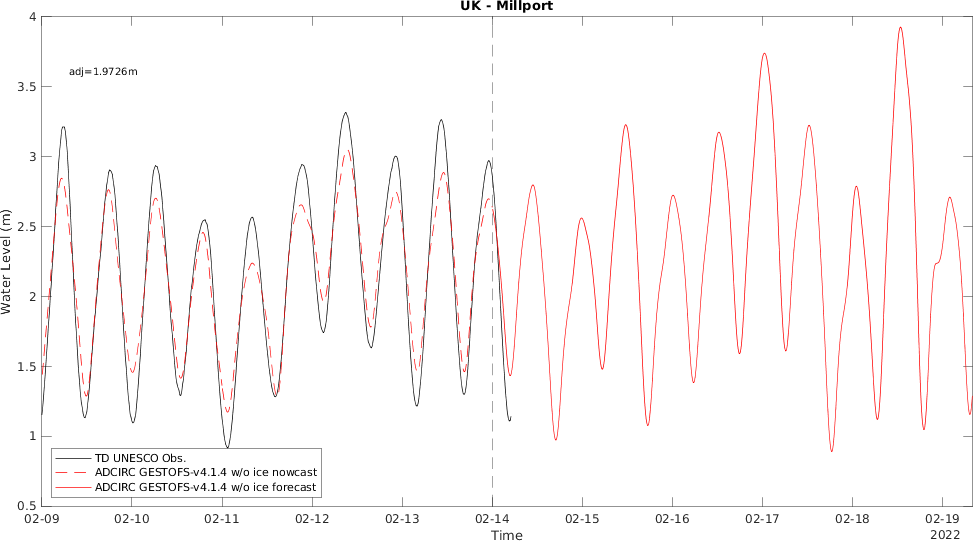 UK - Millport
4
adj=1.9726m
3.5
3
2.5
Water Level (m)
2
1.5
1
TD UNESCO Obs.
ADCIRC GESTOFS-v4.1.4 w/o ice nowcast
ADCIRC GESTOFS-v4.1.4 w/o ice forecast
0.5
02-09 02-10 02-11 02-12 02-13 02-14 02-15 02-16 02-17 02-18 02-19
Time 2022